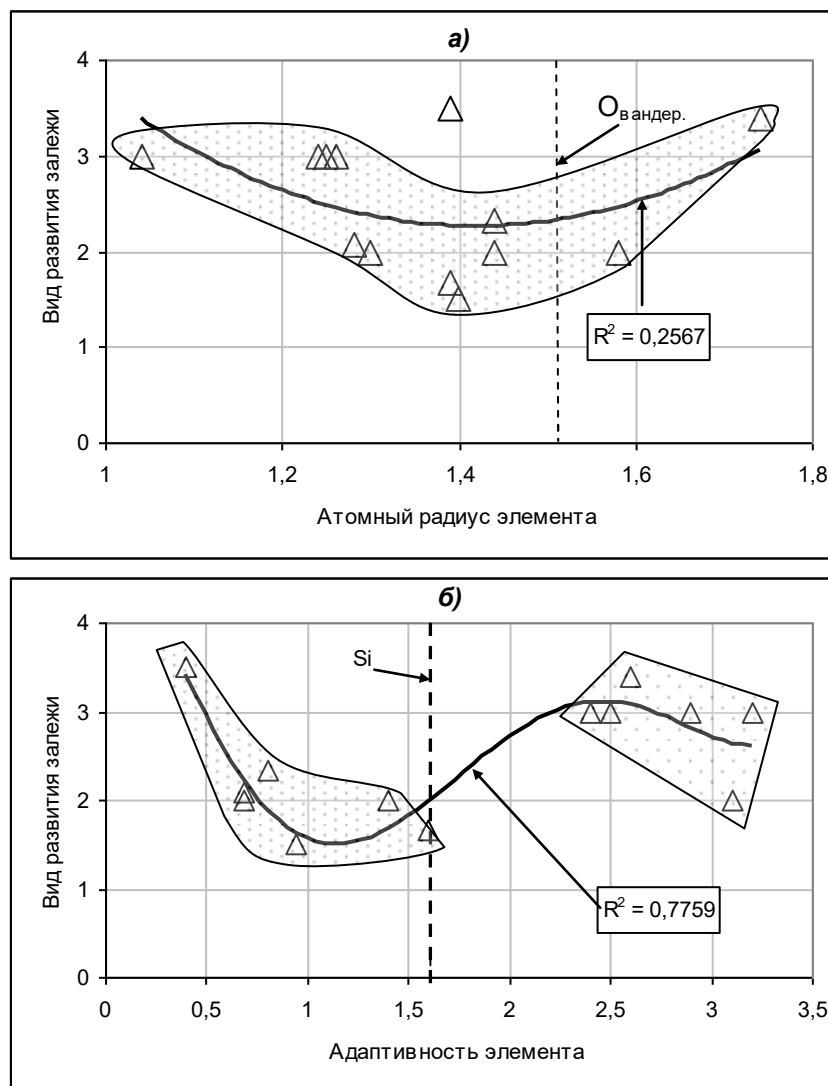 а)
4
3
2
1
0
Вид развития залежи
О вандер.
R² = 0,2567
1
1,2
1,4
1,6
1,8
Атомный радиус элемента
б)
4
3
2
1
0
Вид развития залежи
Si
R² = 0,7759
0
0,5
1
1,5
2
2,5
3
3,5
Адаптивность элемента